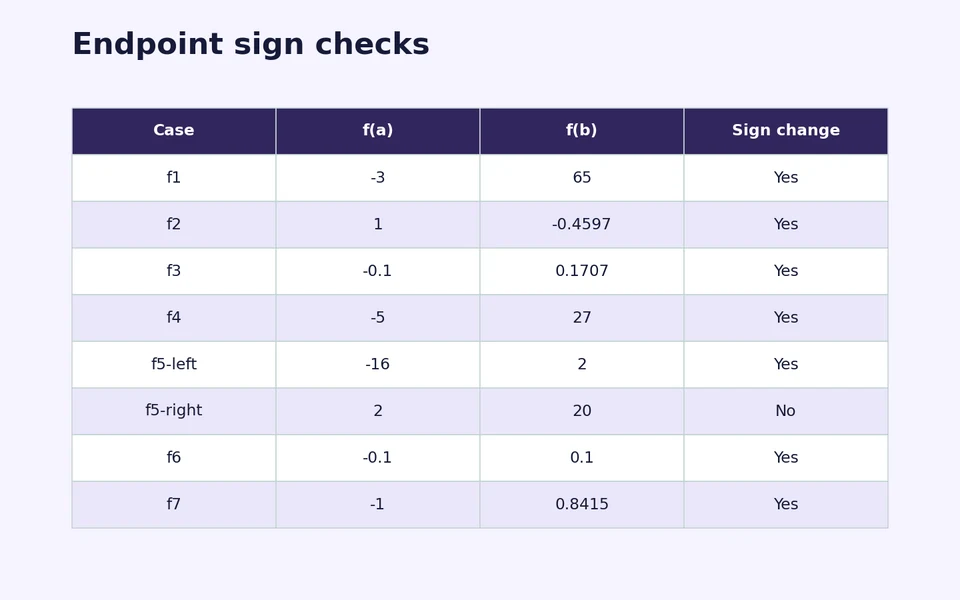 Endpoint sign checks
Case f(a) f(b) Sign change
f1 -3 65 Yes
f2 1 -0.4597 Yes
f3 -0.1 0.1707 Yes
f4 -5 27 Yes
f5-left -16 2 Yes
f5-right 2 20 No
f6 -0.1 0.1 Yes
f7 -1 0.8415 Yes